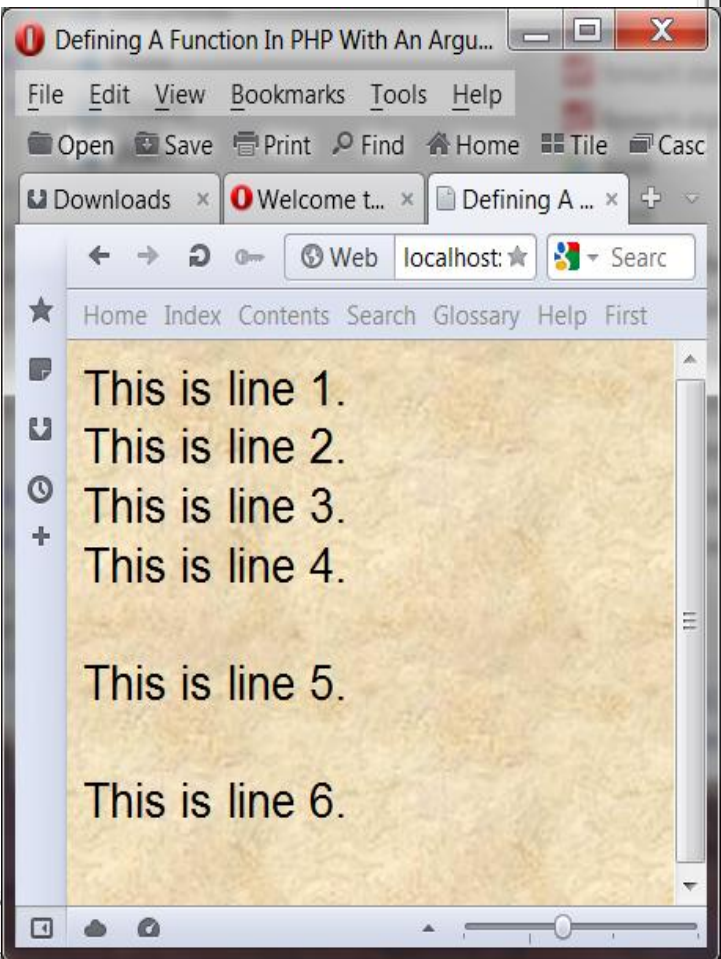 Defining A Function In PHP With An Argu...
File Edit View Bookmarks Tools Help
Open Save Print Find Home Tile Casc
Downloads Welcome t... Defining A ...
Web localhost: Searc
Home Index Contents Search Glossary Help First
This is line 1.
This is line 2.
This is line 3.
This is line 4.
This is line 5.
This is line 6.